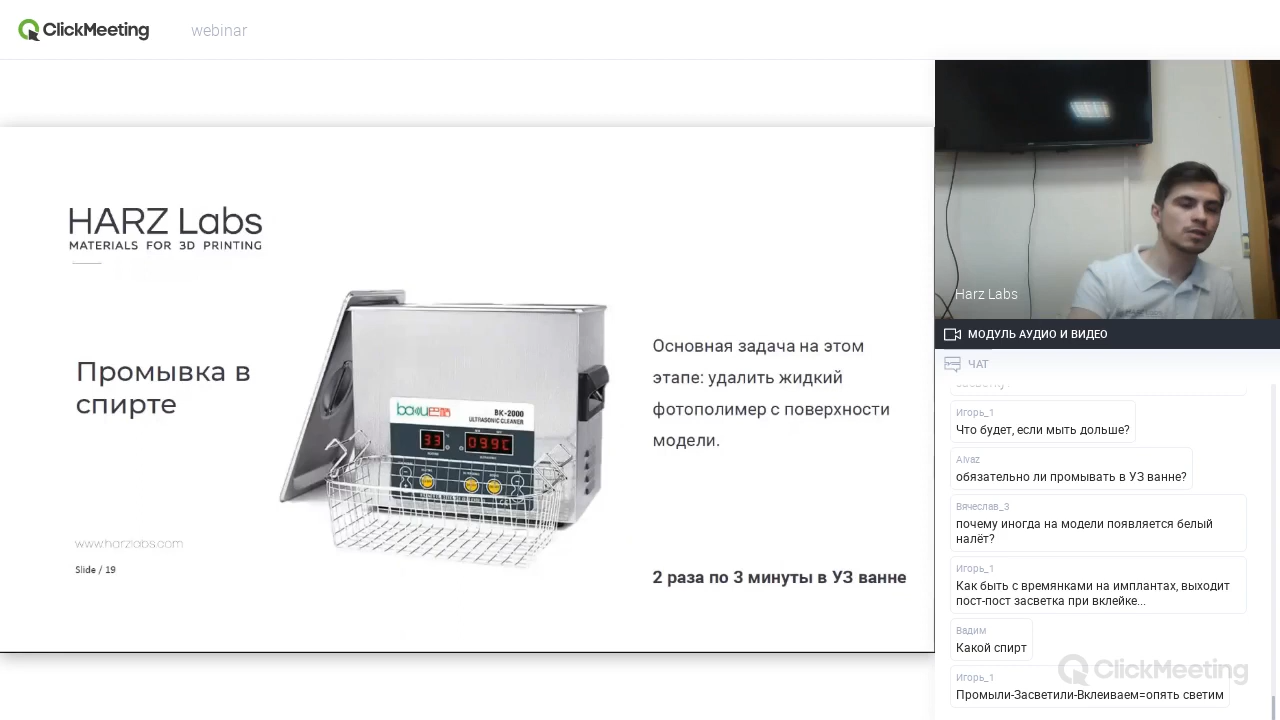 ClickMeeting
webinar
HARZ Labs
MATERIALS FOR 3D PRINTING
Промывка в
спирте
www.harzlabs.com
Slide / 19
BK-2000
ULTRASONIC CLEANER
33
Основная задача на этом
этапе: удалить жидкий
фотополимер с поверхности
модели.
2 раза по 3 минуты в УЗ ванне
Harz Labs
МОДУЛЬ АУДИО И ВИДЕО
ЧАТ
Игорь_1
Что будет, если мыть дольше?
Alvaz
обязательно ли промывать в УЗ ванне?
Вячеслав_3
почему иногда на модели появляется белый
налёт?
Игорь_1
Как быть с времянками на имплантах, выходит
пост-пост засветка при вклейке...
Вадим
Какой спирт
Игорь_1
Промыли-Засветили-Вклеиваем=опять светим
ClickMeeting